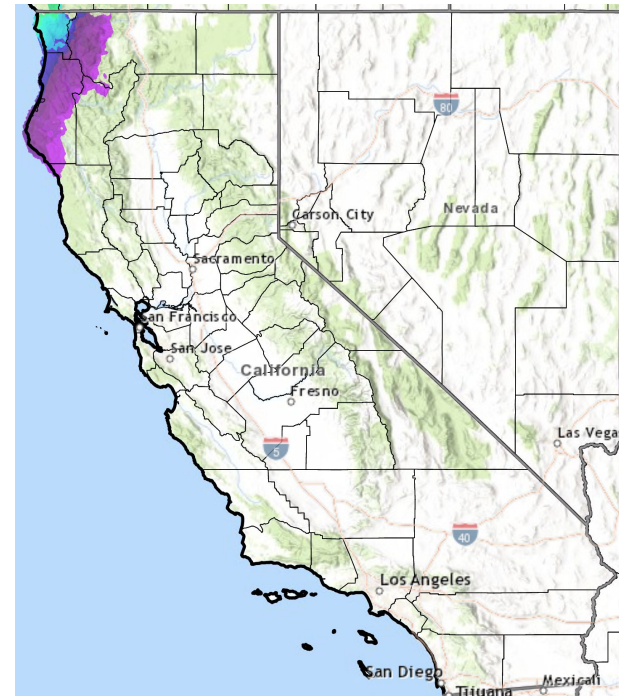 80
Nevada
Carson City
Sacramento
San Francisco
San Jose
California
Fresno
Las Vega
5
40
Los Angeles
San Diego
Tijuana
Mexicali